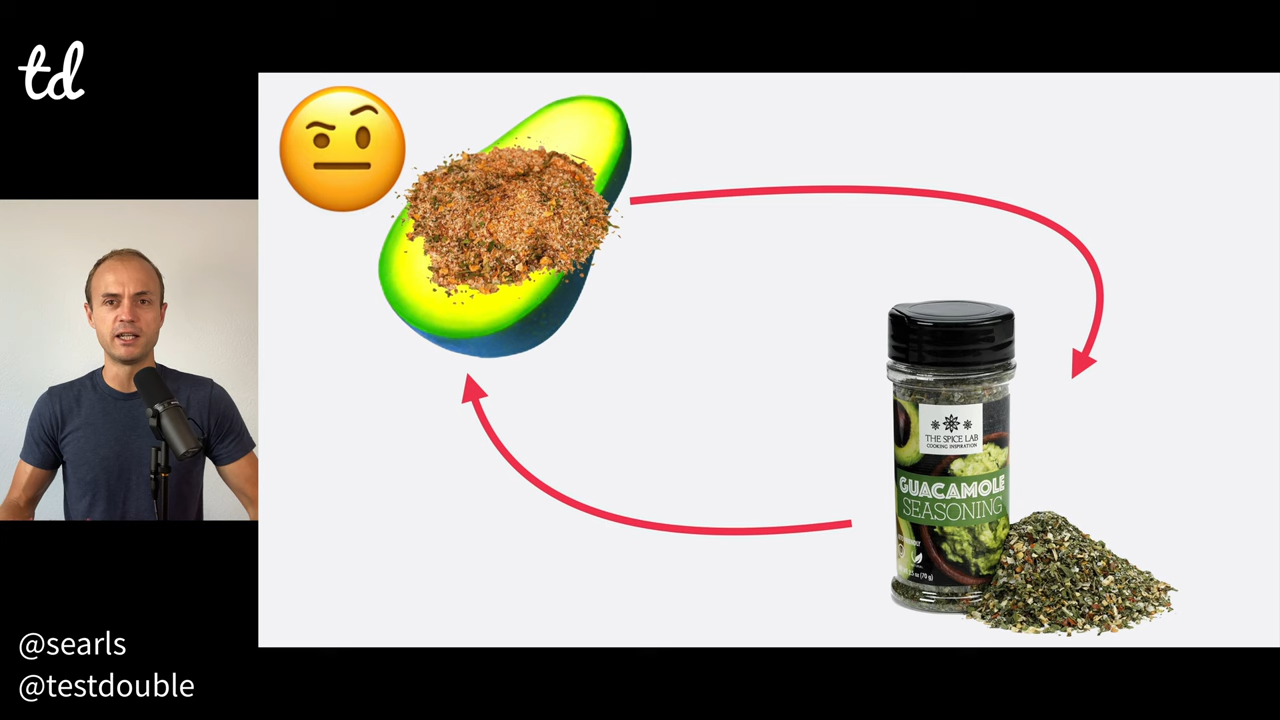 td
THE SPICE LAB
COOKING INSPIRATION
GUACAMOLE
SEASONING
@searls
@testdouble